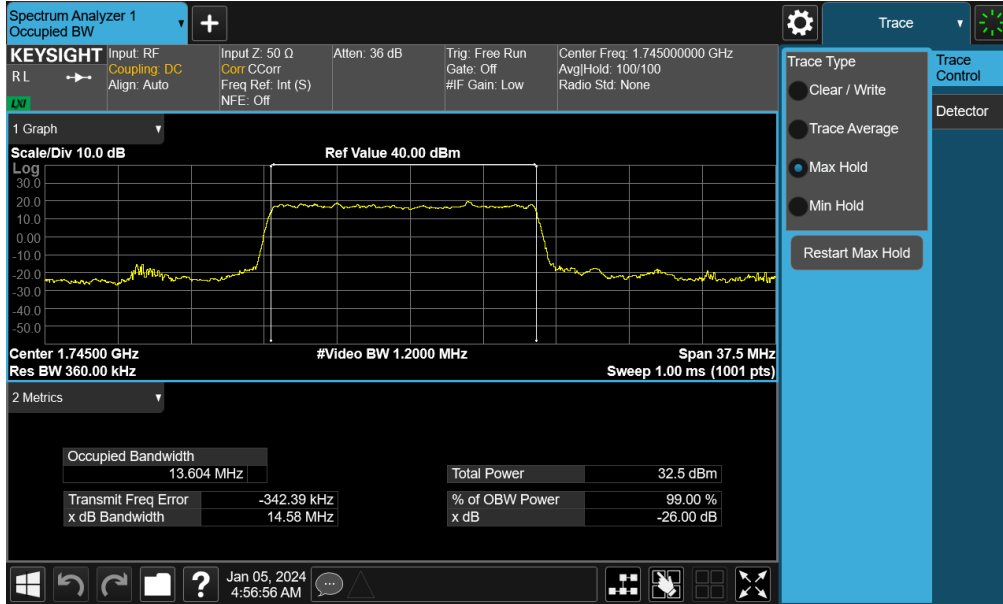 Spectrum Analyzer 1
Occupied BW
Trace
KEYSIGHT
R L
LXI
Input: RF
Coupling: DC
Align: Auto
Input Z: 50 Ω
Corr CCorr
Freq Ref: Int (S)
NFE: Off
Atten: 36 dB
Trig: Free Run
Gate: Off
#IF Gain: Low
Center Freq: 1.745000000 GHz
Avg|Hold: 100/100
Radio Std: None
Trace Type
Clear / Write
Trace Average
Max Hold
Min Hold
Restart Max Hold
Trace
Control
Detector
1 Graph
Scale/Div 10.0 dB
Ref Value 40.00 dBm
Log
30.0
20.0
10.0
0.00
-10.0
-20.0
-30.0
-40.0
-50.0
Center 1.74500 GHz
#Video BW 1.2000 MHz
Span 37.5 MHz
Res BW 360.00 kHz
Sweep 1.00 ms (1001 pts)
2 Metrics
Occupied Bandwidth
13.604 MHz
Transmit Freq Error -342.39 kHz
x dB Bandwidth 14.58 MHz
Total Power 32.5 dBm
% of OBW Power 99.00 %
x dB -26.00 dB
?
Jan 05, 2024
4:56:56 AM